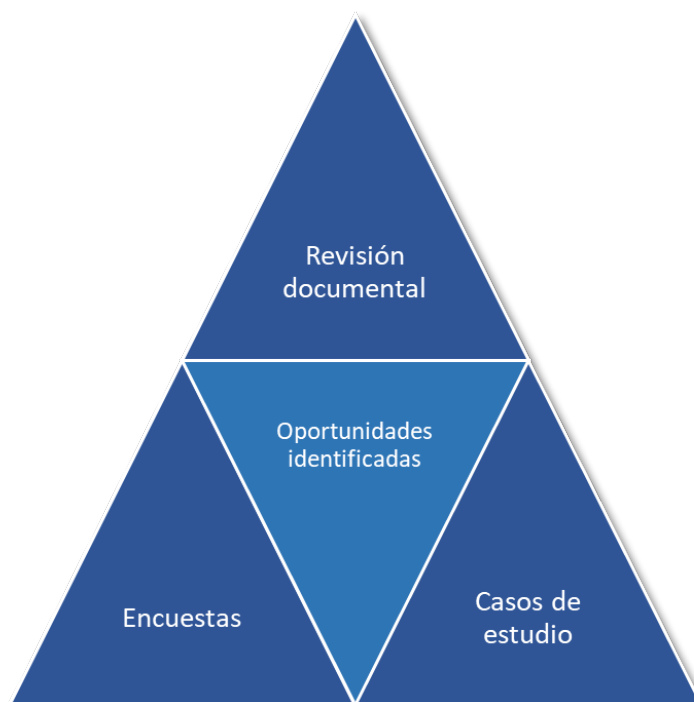 Revisión
documental
Oportunidades
identificadas
Encuestas
Casos de
estudio